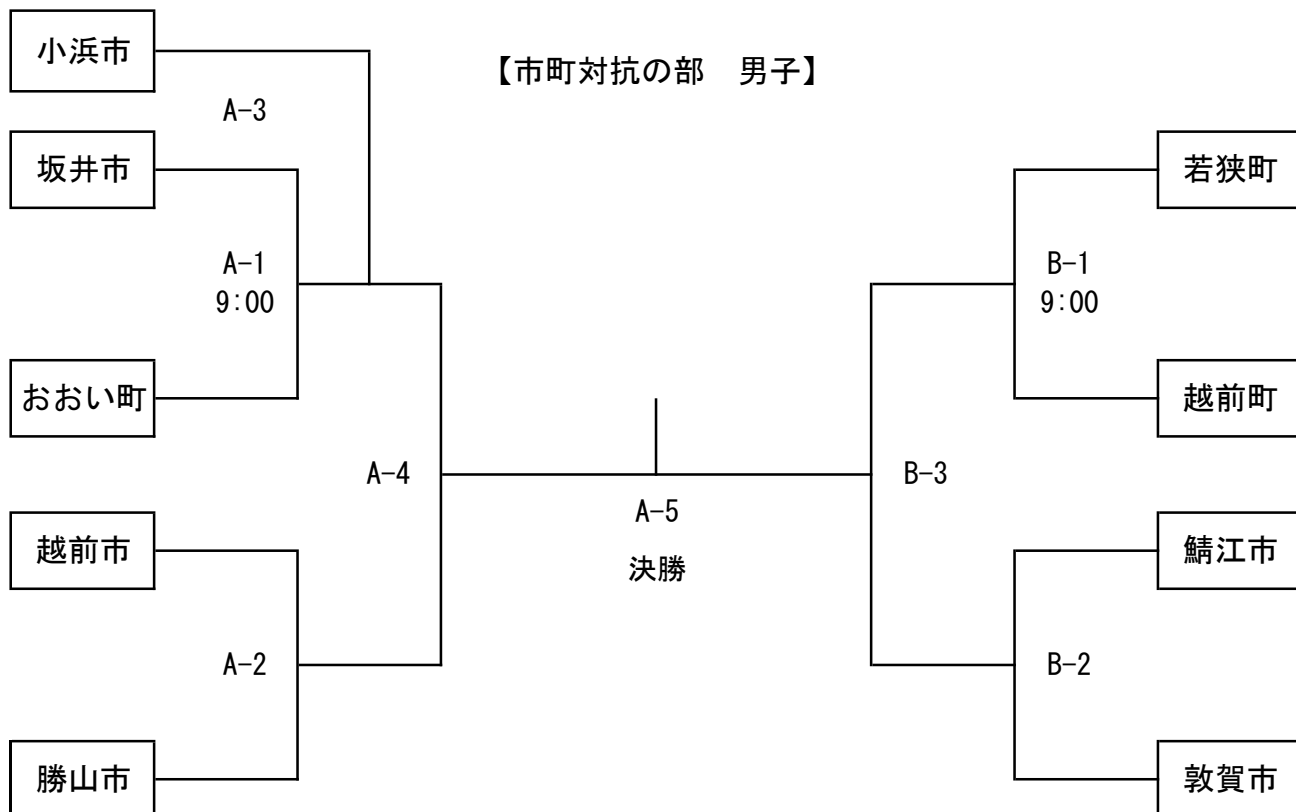 小浜市
【市町対抗の部　男子】
A-3
坂井市
若狭町
A-1
9:00
B-1
9:00
おおい町
越前町
A-4
B-3
A-5
決勝
越前市
鯖江市
A-2
B-2
勝山市
敦賀市